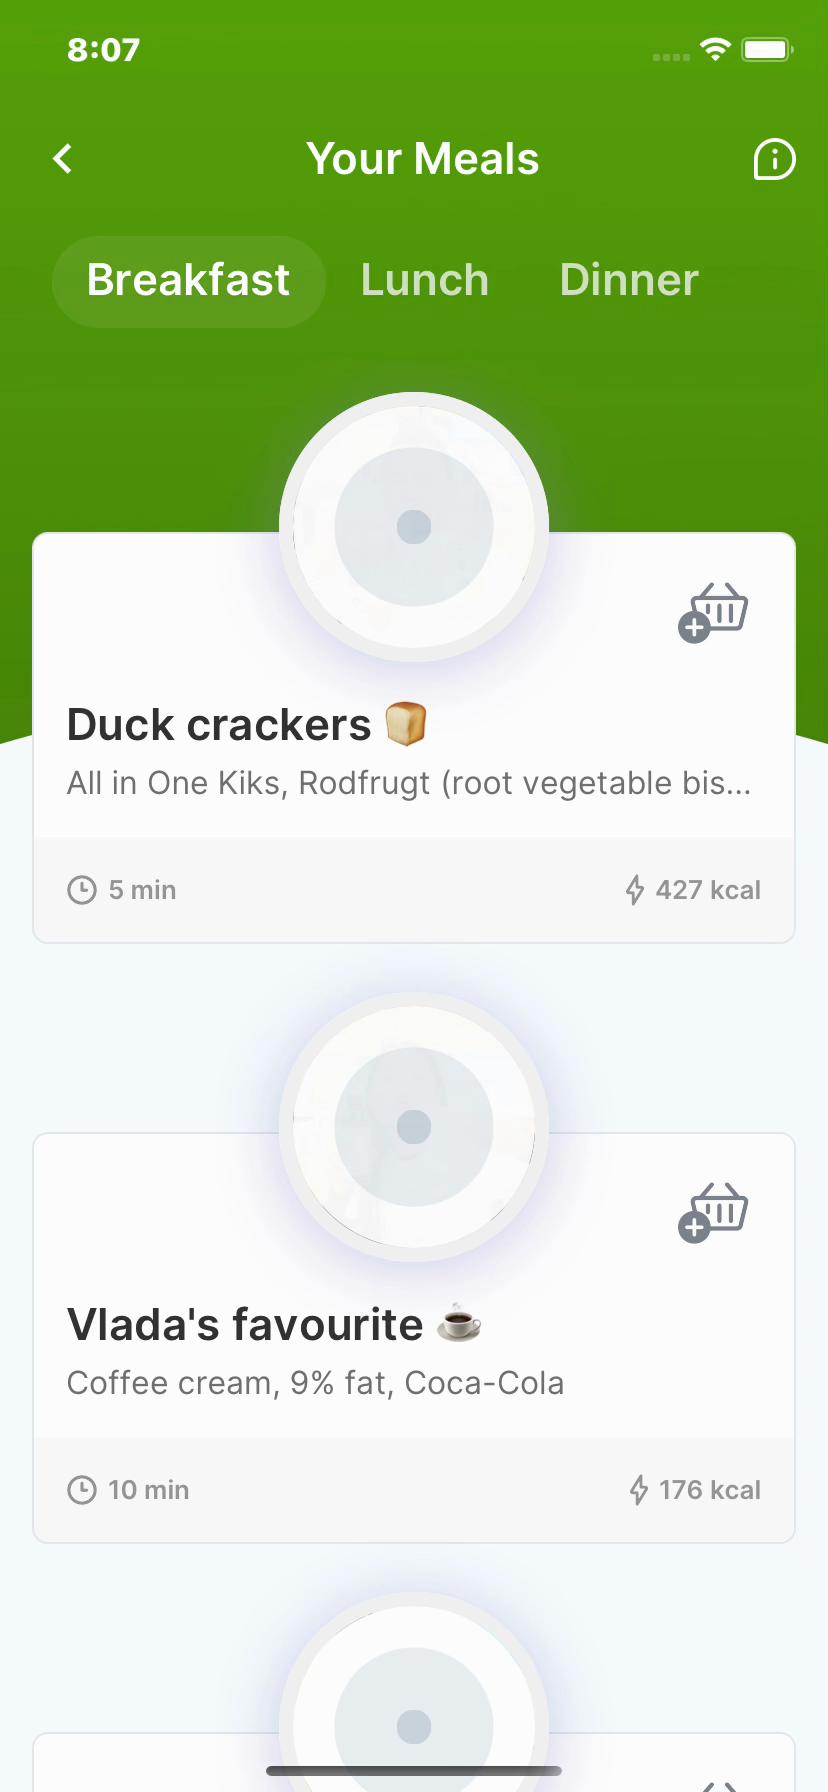 8:07
Your Meals
Breakfast Lunch Dinner
Duck crackers 🍞
All in One Kiks, Rodfrugt (root vegetable bis...
5 min 427 kcal
Vlada's favourite ☕
Coffee cream, 9% fat, Coca-Cola
10 min 176 kcal